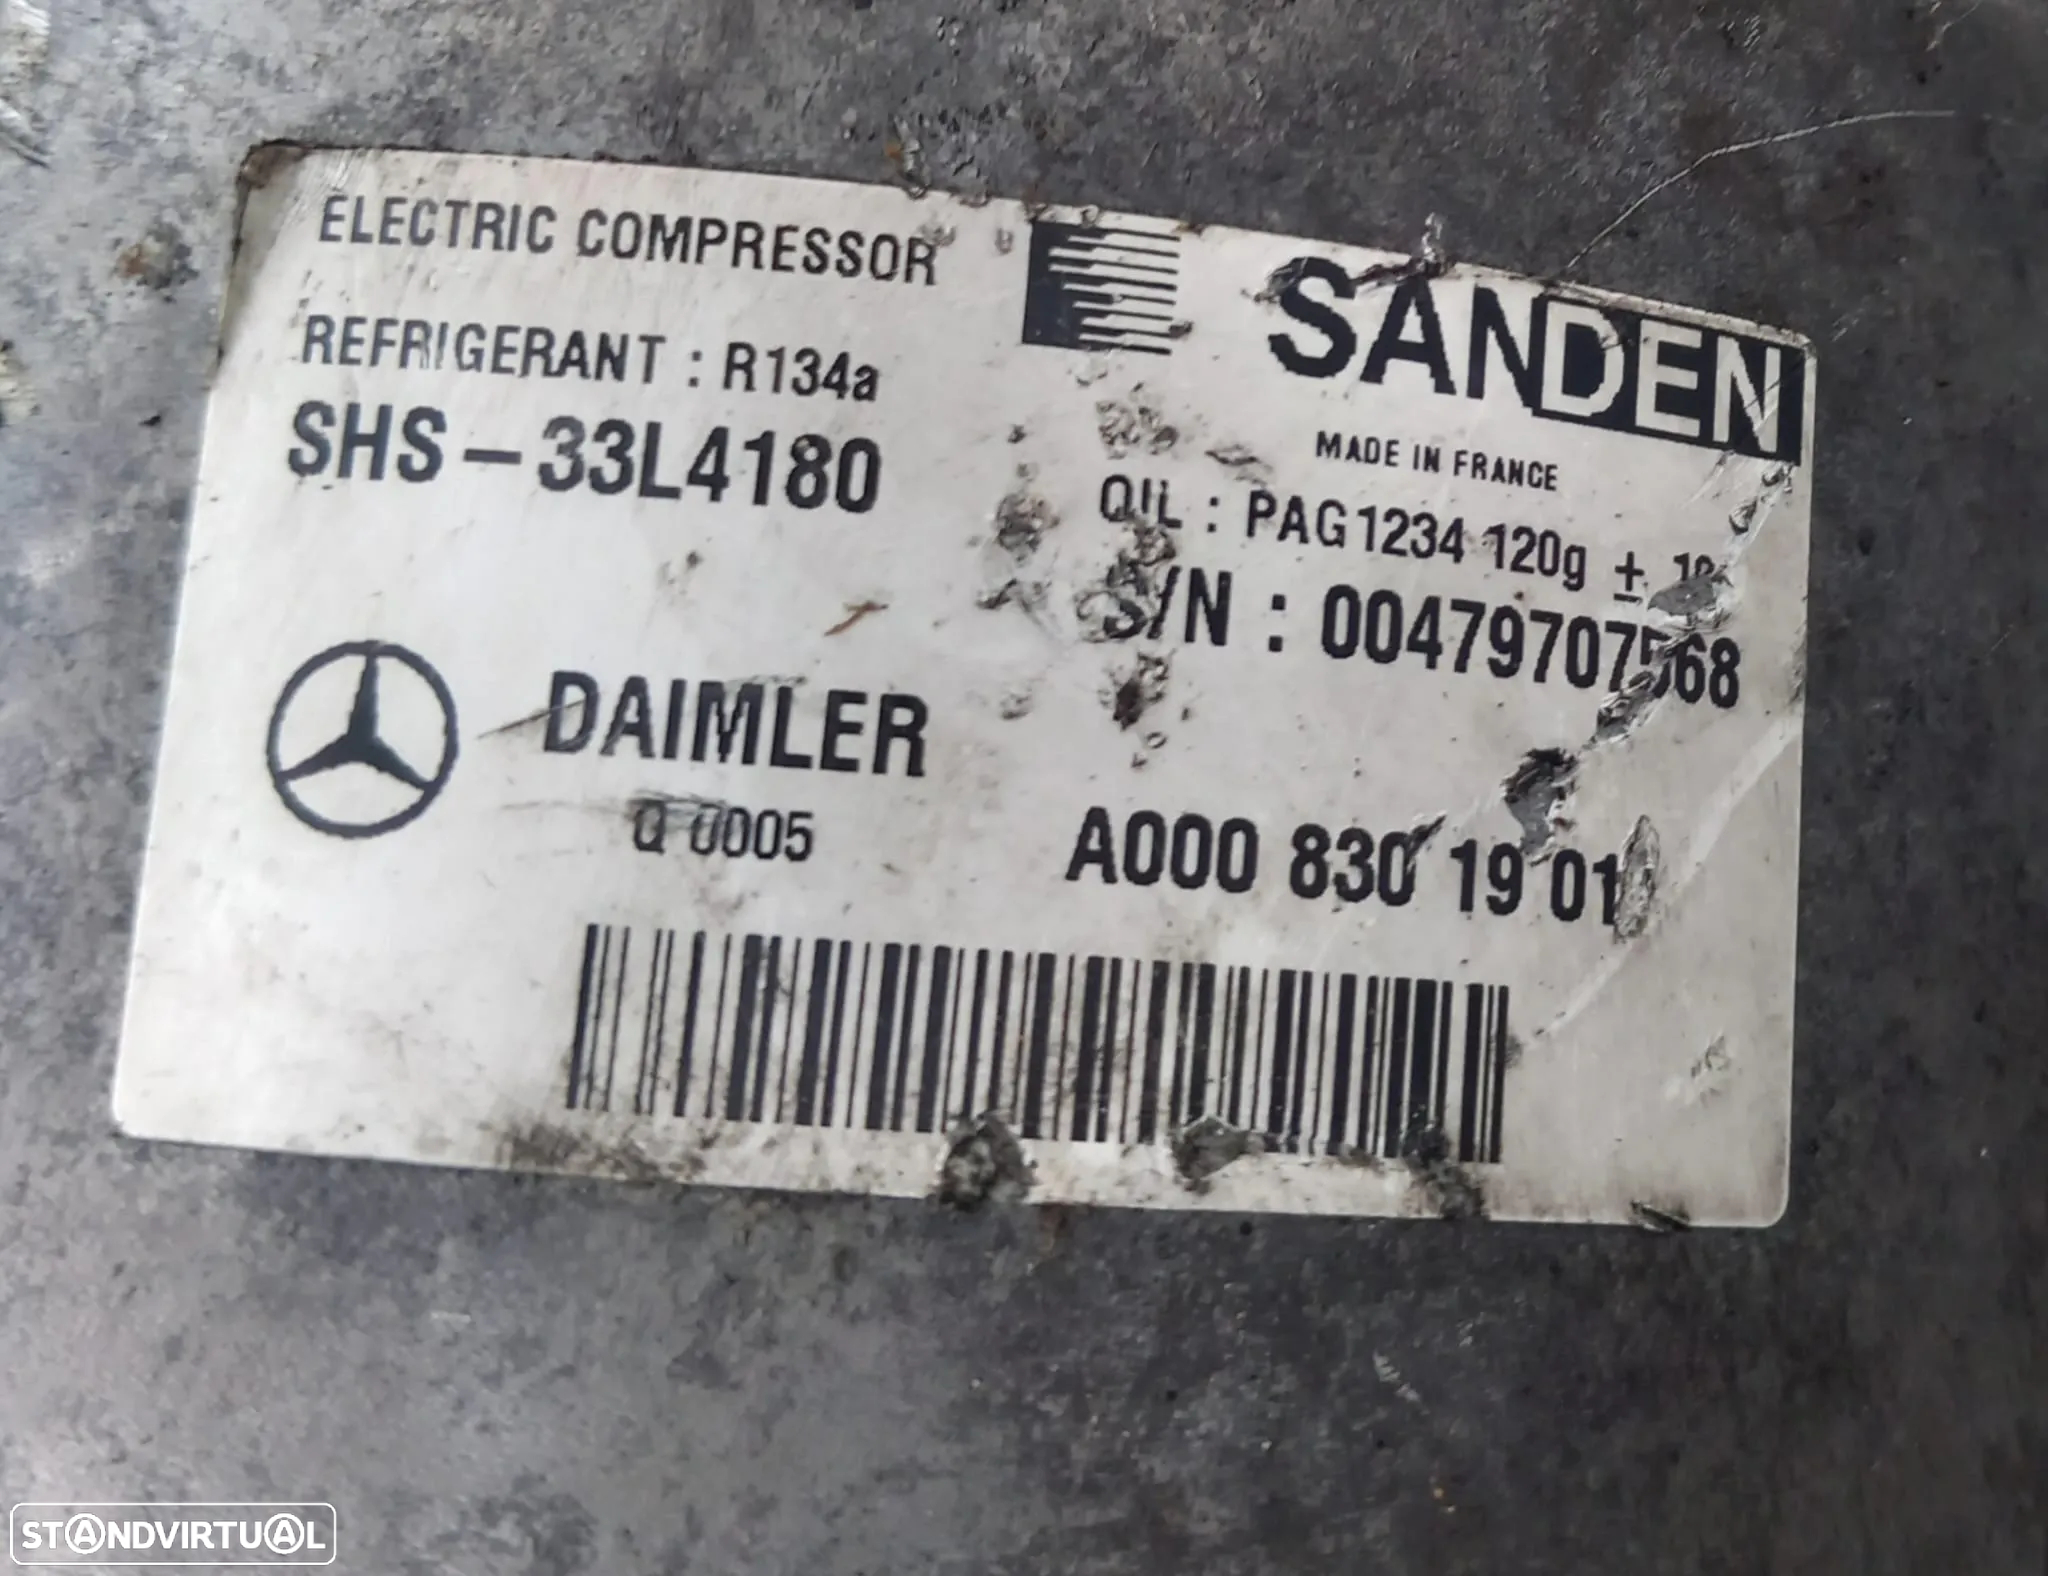 ELECTRIC COMPRESSOR
REFRIGERANT : R134a
SHS-33L4180
SANDEN
MADE IN FRANCE
OIL : PAG1234 120g ±
S/N : 00479707568
DAIMLER
Q 0005
A000 830 19 01
STANDVIRTUAL